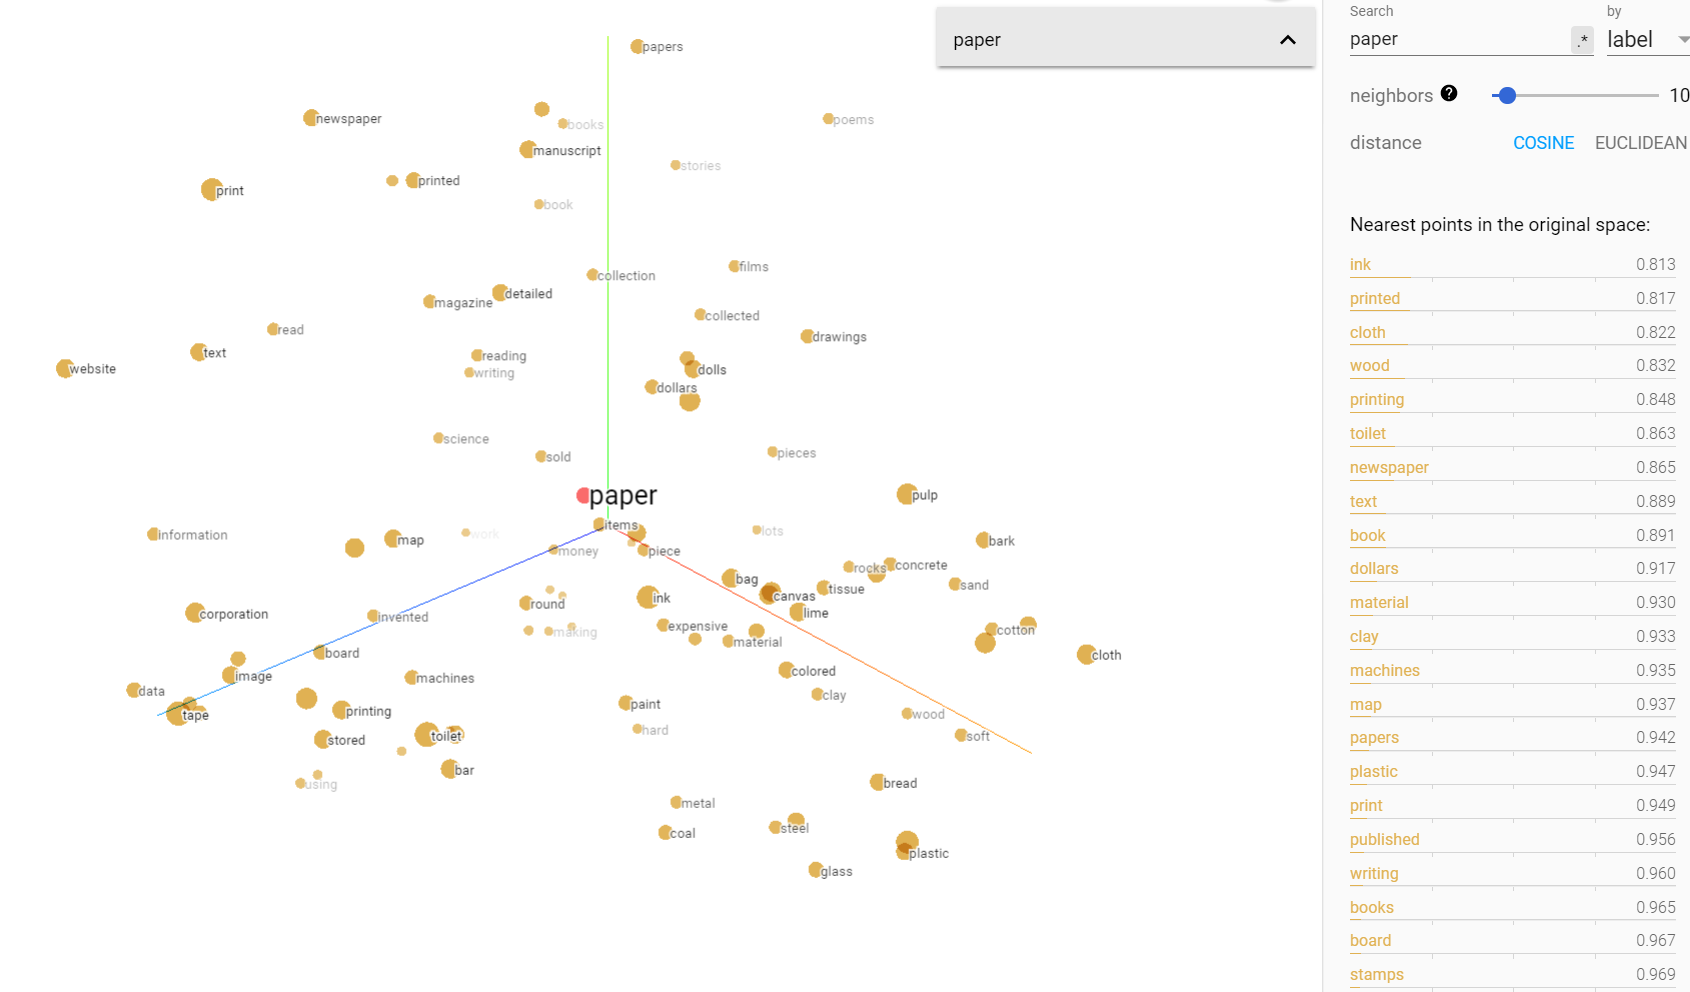 paper
papers
newspaper
books
poems
manuscript
stories
printed
print
book
films
collection
detailed
magazine
collected
read
drawings
text
reading
website
dolls
writing
dollars
science
pieces
sold
pulp
paper
items
lots
information
work
map
bark
money
piece
rocks
concrete
bag
sand
tissue
canvas
ink
round
lime
corporation
invented
expensive
cotton
making
material
board
cloth
colored
image
machines
data
clay
paint
printing
tape
wood
hard
toilet
soft
stored
bar
using
bread
metal
steel
coal
plastic
glass
Search
by
paper
.*
label
neighbors
10
distance
COSINE
EUCLIDEAN
Nearest points in the original space:
ink 0.813
printed 0.817
cloth 0.822
wood 0.832
printing 0.848
toilet 0.863
newspaper 0.865
text 0.889
book 0.891
dollars 0.917
material 0.930
clay 0.933
machines 0.935
map 0.937
papers 0.942
plastic 0.947
print 0.949
published 0.956
writing 0.960
books 0.965
board 0.967
stamps 0.969